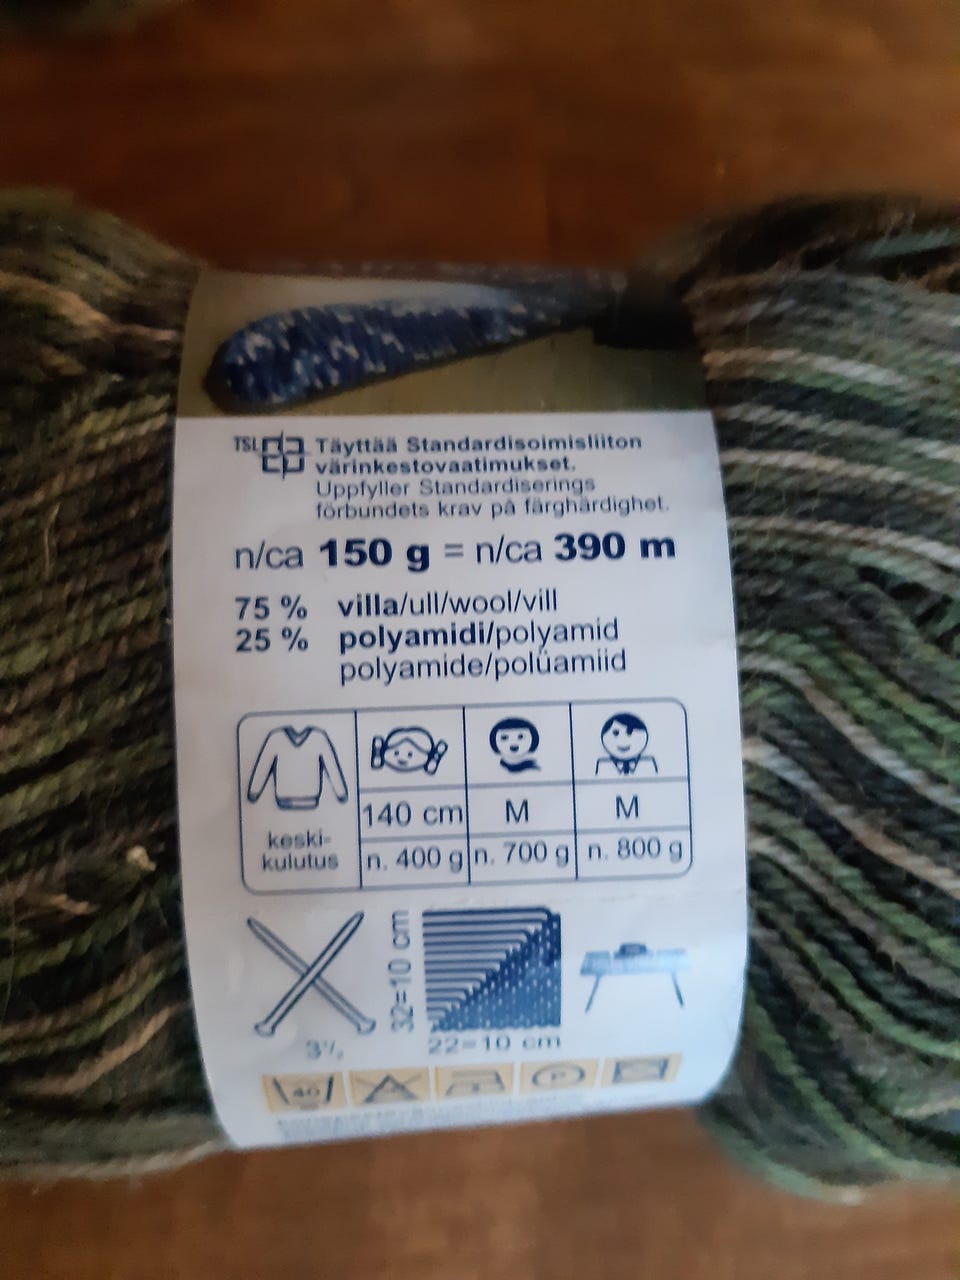 TSL Täyttää Standardisoimisliiton
värinkestovaatimukset.
Uppfyller Standardiserings
förbundets krav på färghärdighet.
n/ca 150 g = n/ca 390 m
75 % villa/ull/wool/vill
25 % polyamidi/polyamid
polyamide/polüamiid
140 cm M M
keski-
kulutus
n. 400 g n. 700 g n. 800 g
32=10 cm
3½
22=10 cm
40 P